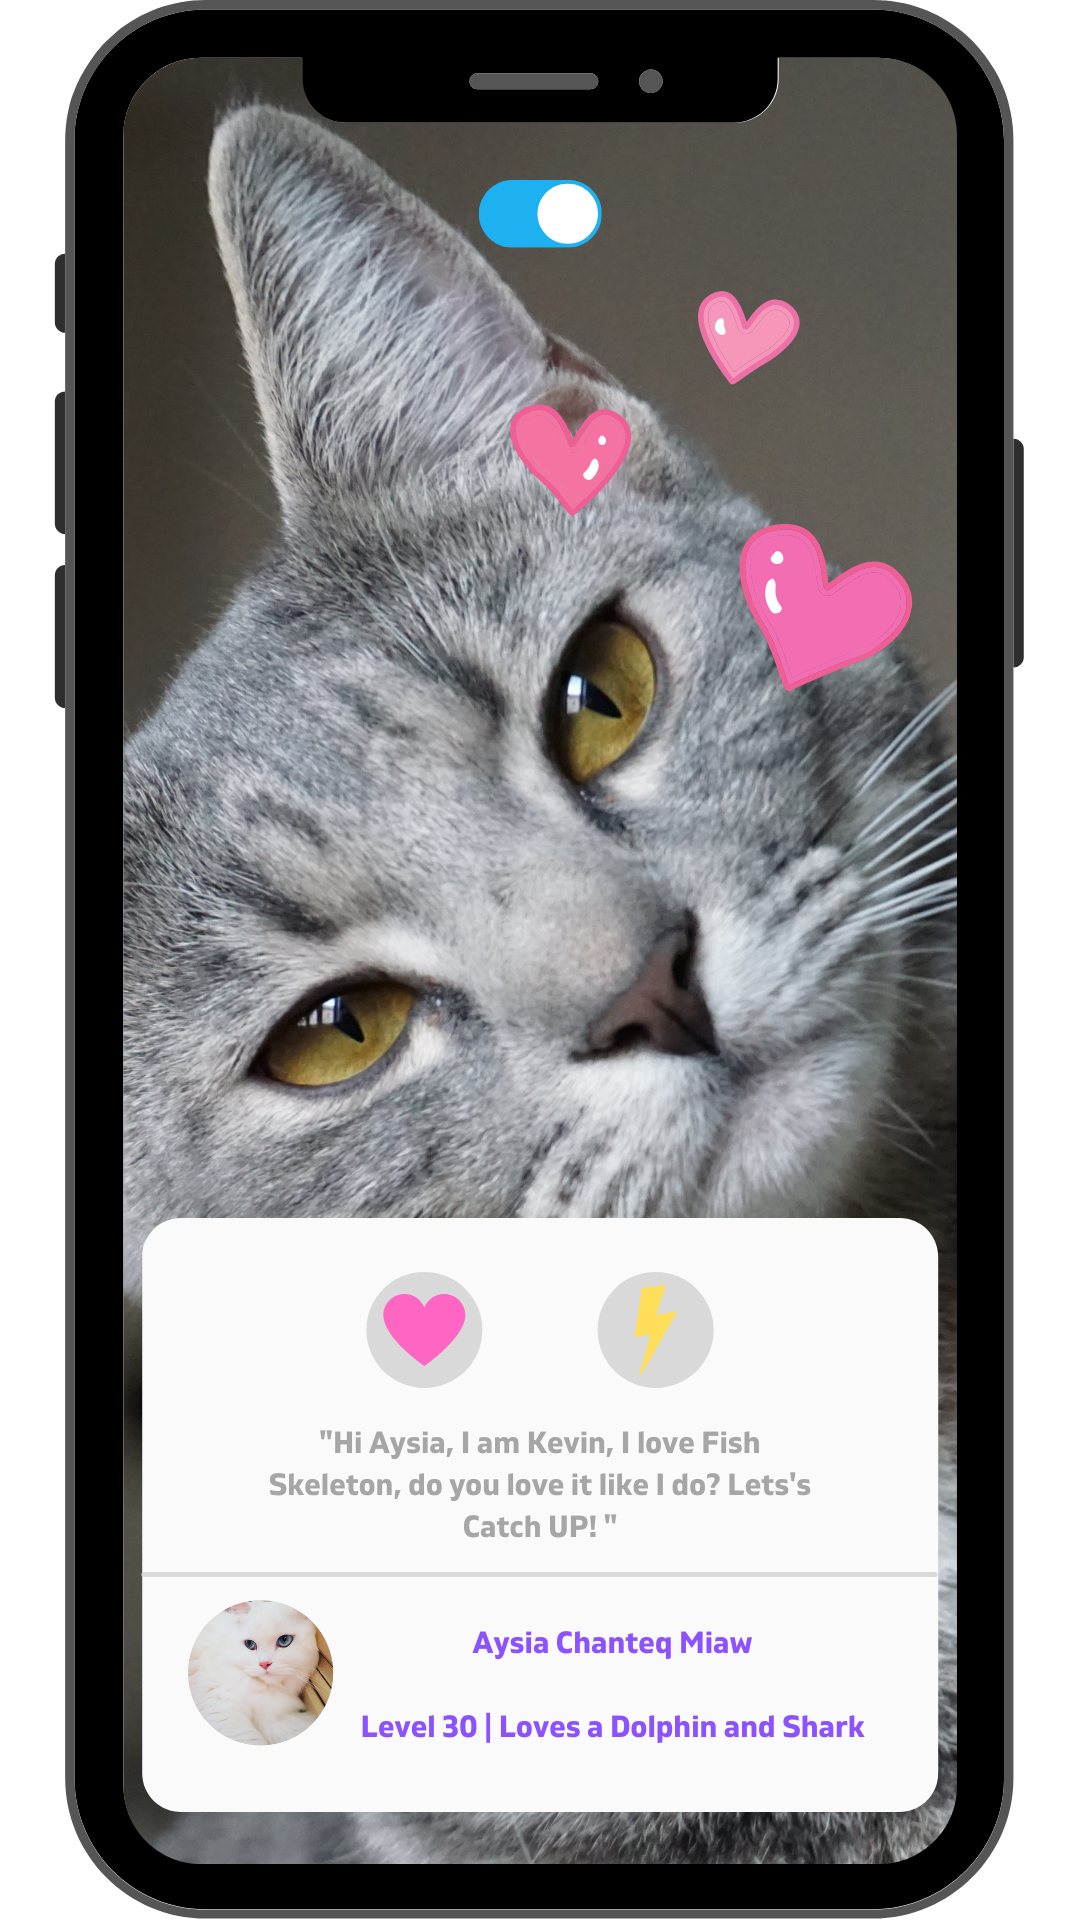 "Hi Aysia, I am Kevin, I love Fish
Skeleton, do you love it like I do? Lets's
Catch UP! "
Aysia Chanteq Miaw
Level 30 | Loves a Dolphin and Shark